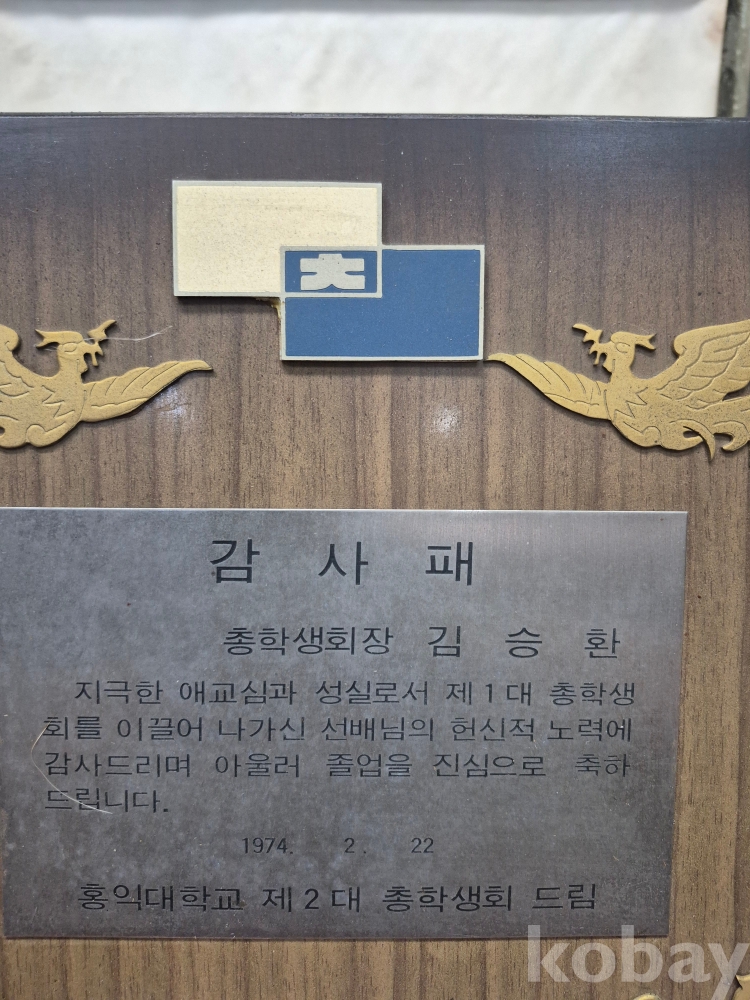 大
감 사 패
총학생회장 김 승 환
지극한 애교심과 성실로서 제1대 총학생
회를 이끌어 나가신 선배님의 헌신적 노력에
감사드리며 아울러 졸업을 진심으로 축하
드립니다.
1974. 2. 22
홍익대학교 제2대 총학생회 드림
kobay